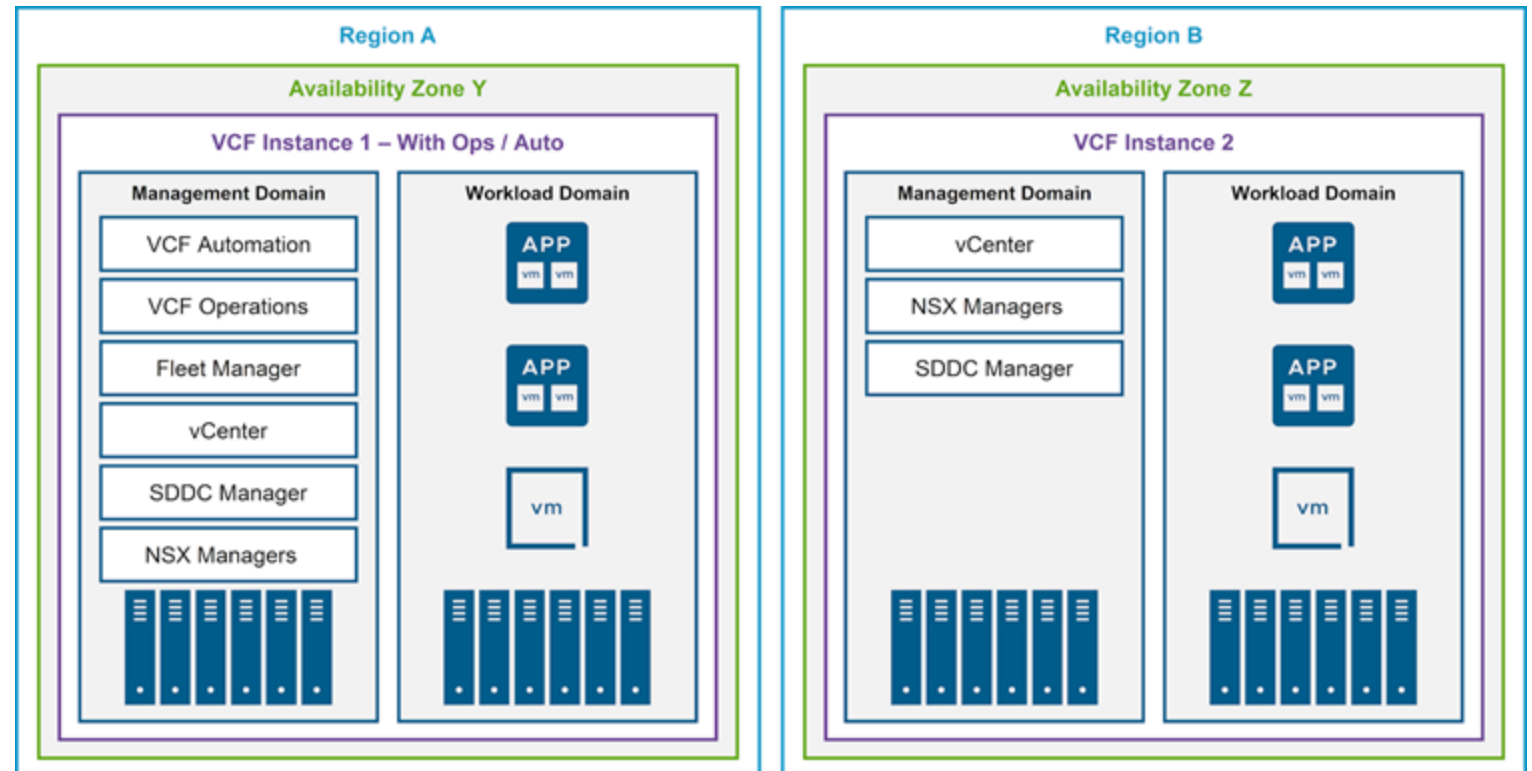 Region A
Availability Zone Y
VCF Instance 1 – With Ops / Auto
Management Domain
VCF Automation
VCF Operations
Fleet Manager
vCenter
SDDC Manager
NSX Managers
Workload Domain
APP
vm vm
APP
vm vm
vm
Region B
Availability Zone Z
VCF Instance 2
Management Domain
vCenter
NSX Managers
SDDC Manager
Workload Domain
APP
vm vm
APP
vm vm
vm